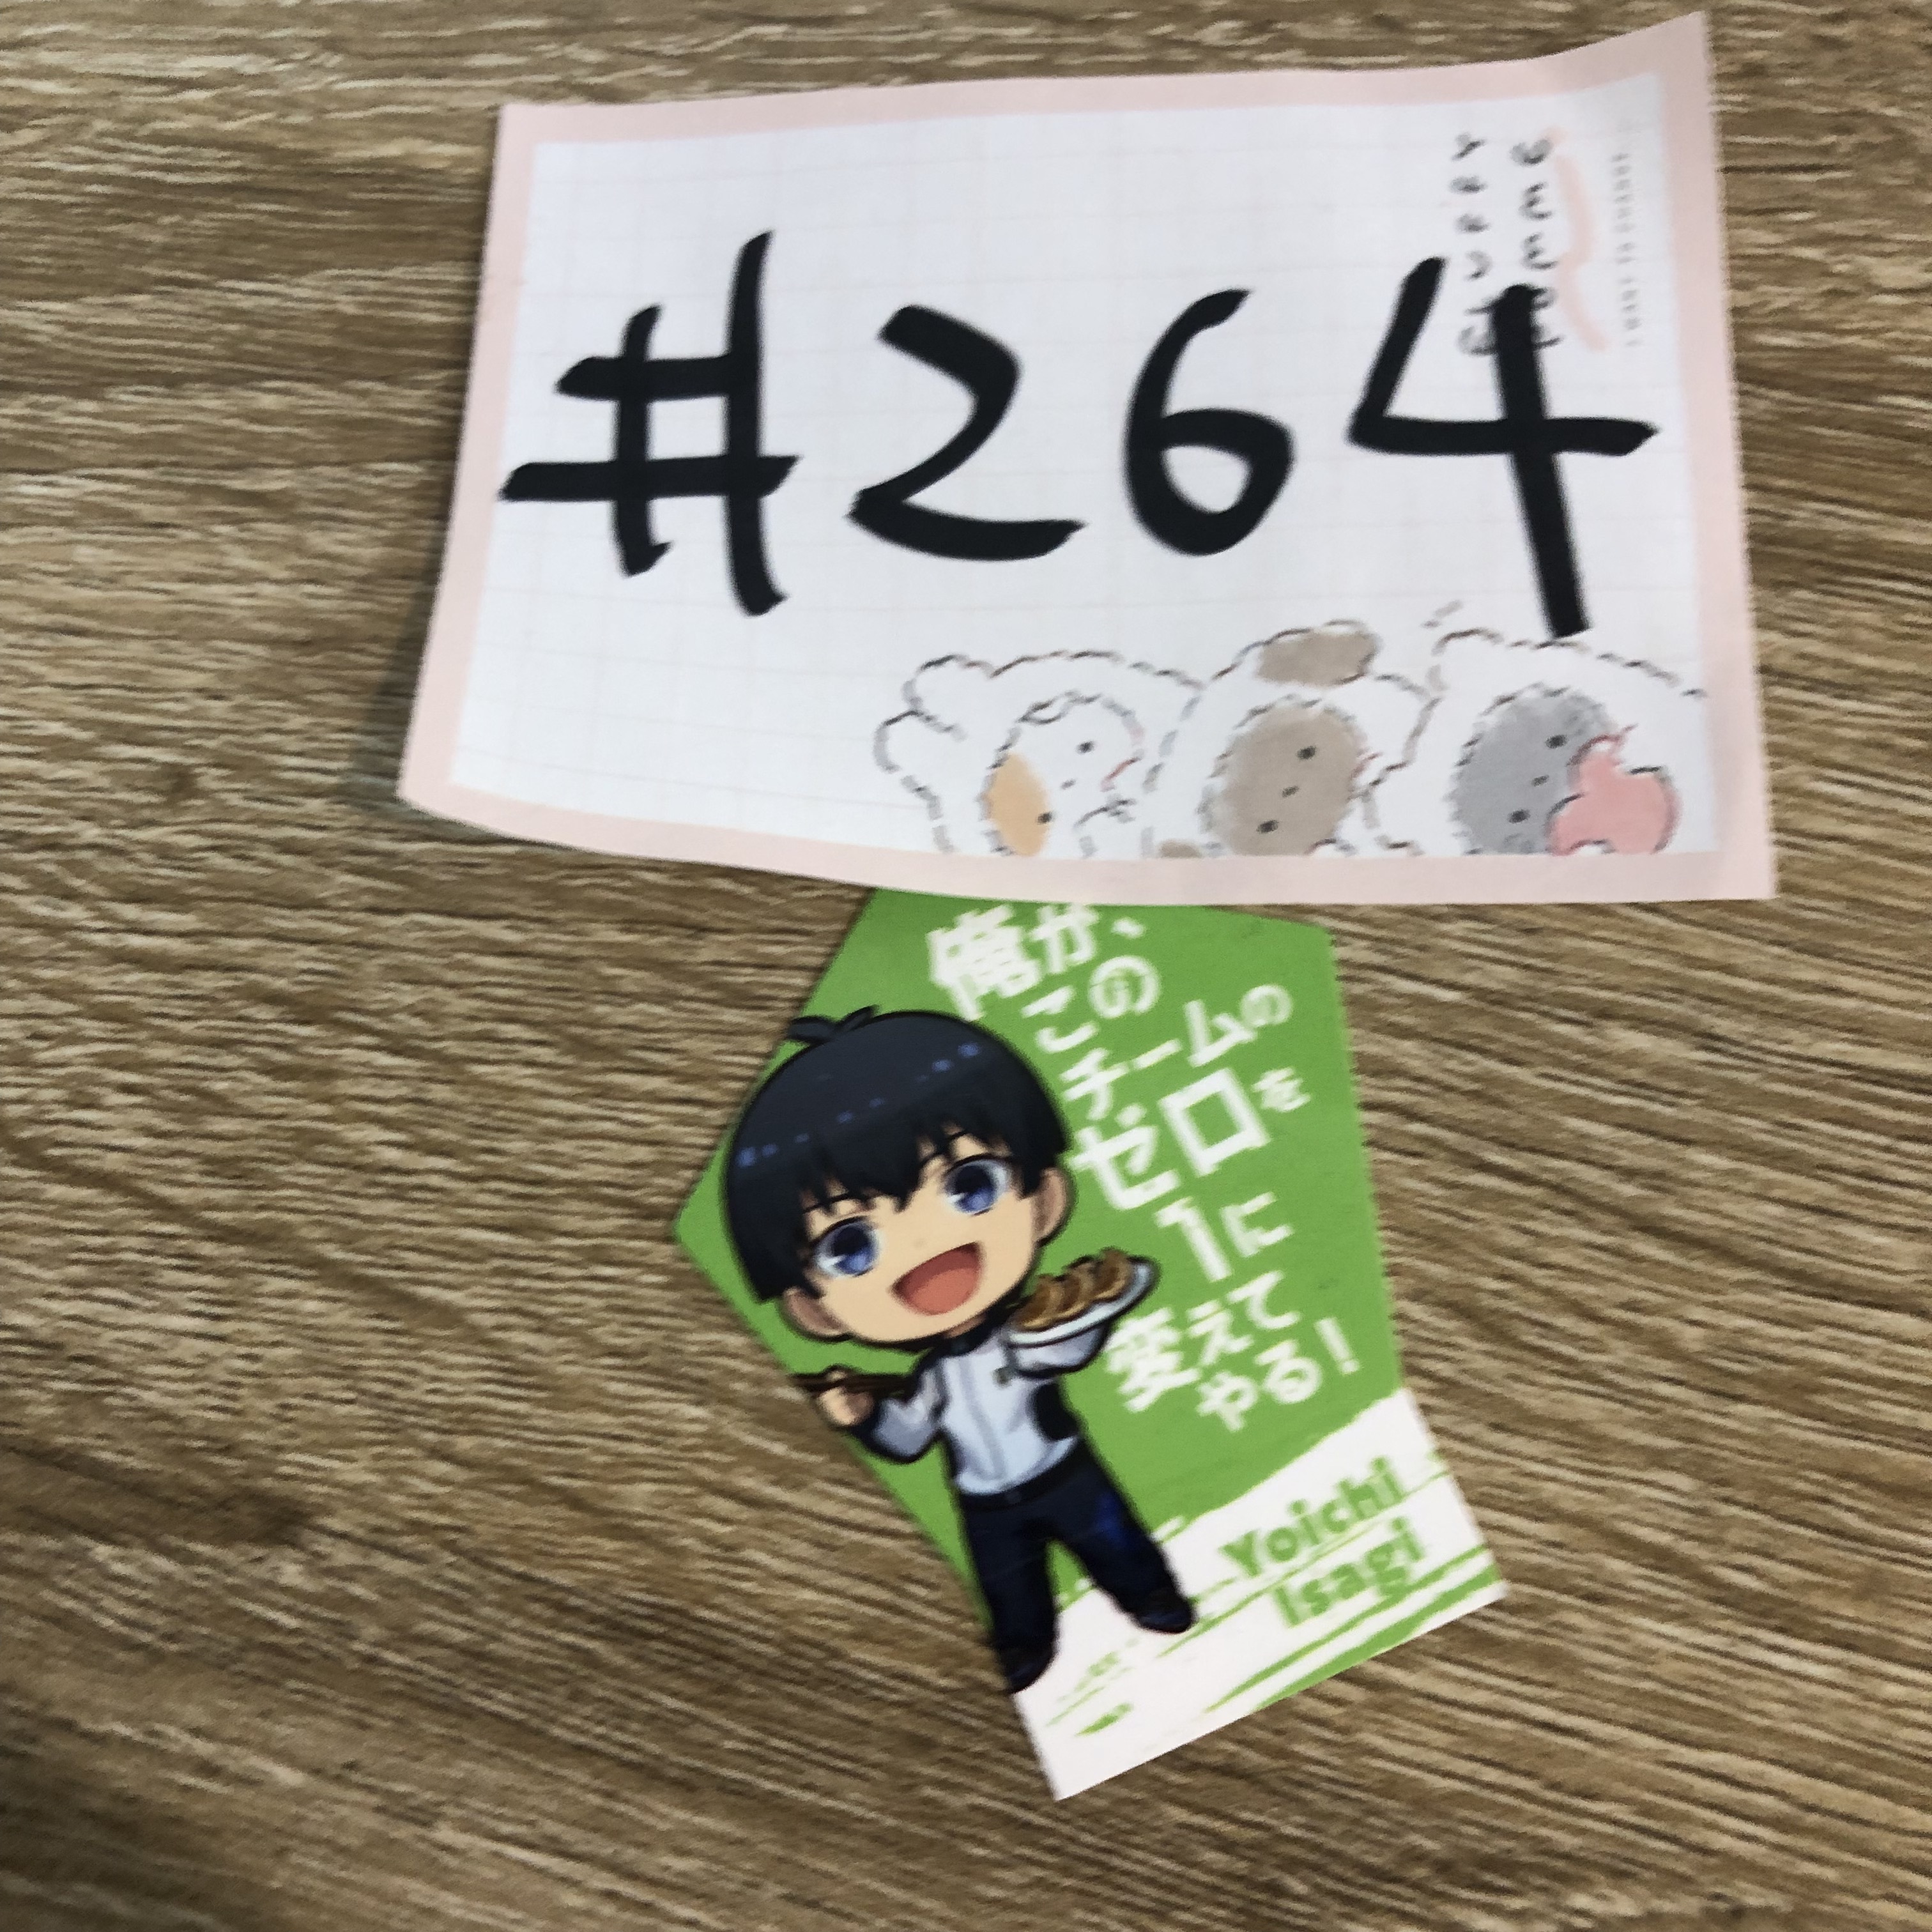 #264
俺が、
この
チームの
ゼロを
1に
変えて
やる!
Yoichi
Isagi